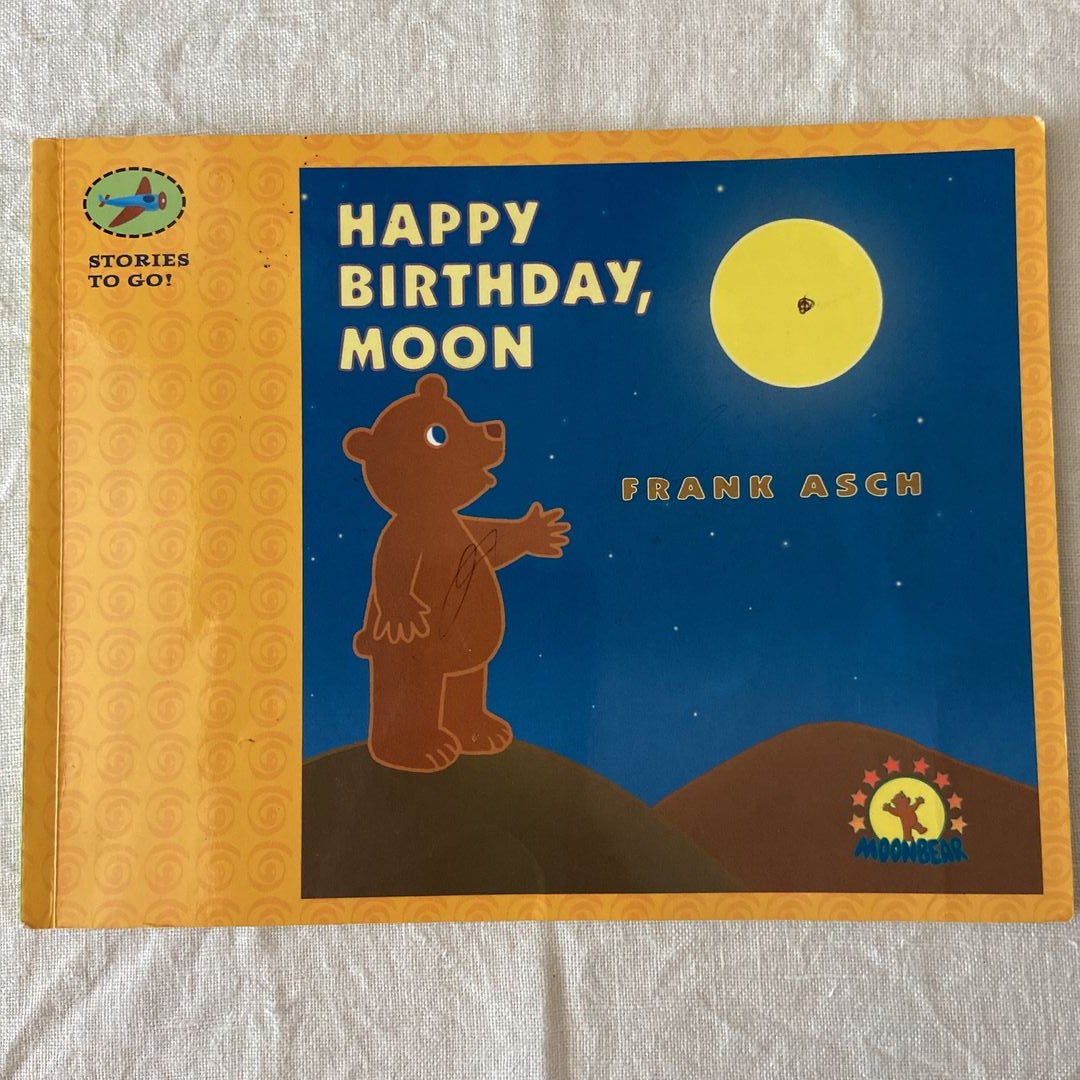 STORIES
TO GO!
HAPPY
BIRTHDAY,
MOON
FRANK ASCH
MOONBEAR